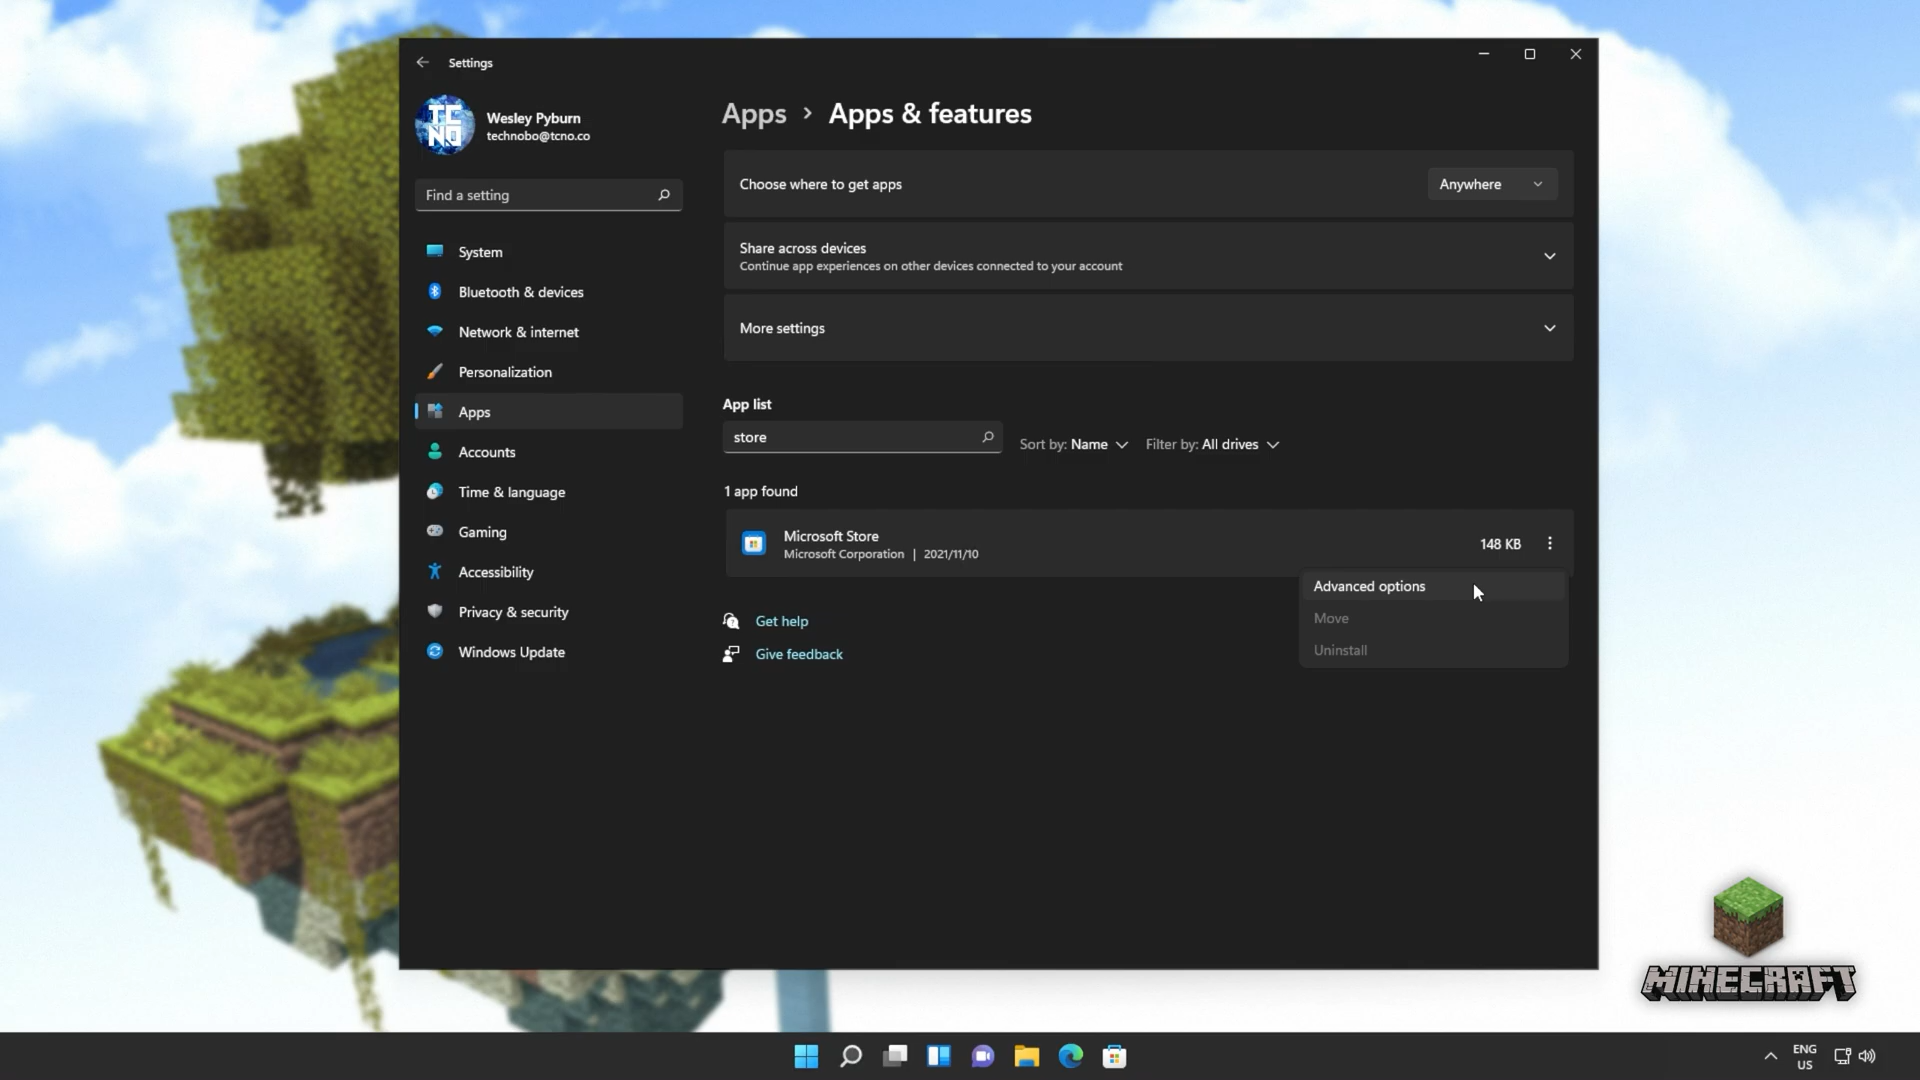 Settings
Wesley Pyburn
technobo@tcno.co
TC
NO
Find a setting
System
Bluetooth & devices
Network & internet
Personalization
Apps
Accounts
Time & language
Gaming
Accessibility
Privacy & security
Windows Update
Apps > Apps & features
Choose where to get apps
Anywhere
Share across devices
Continue app experiences on other devices connected to your account
More settings
App list
store
Sort by: Name
Filter by: All drives
1 app found
Microsoft Store
Microsoft Corporation | 2021/11/10
148 KB
Advanced options
Move
Uninstall
Get help
Give feedback
MINECRAFT
ENG
US